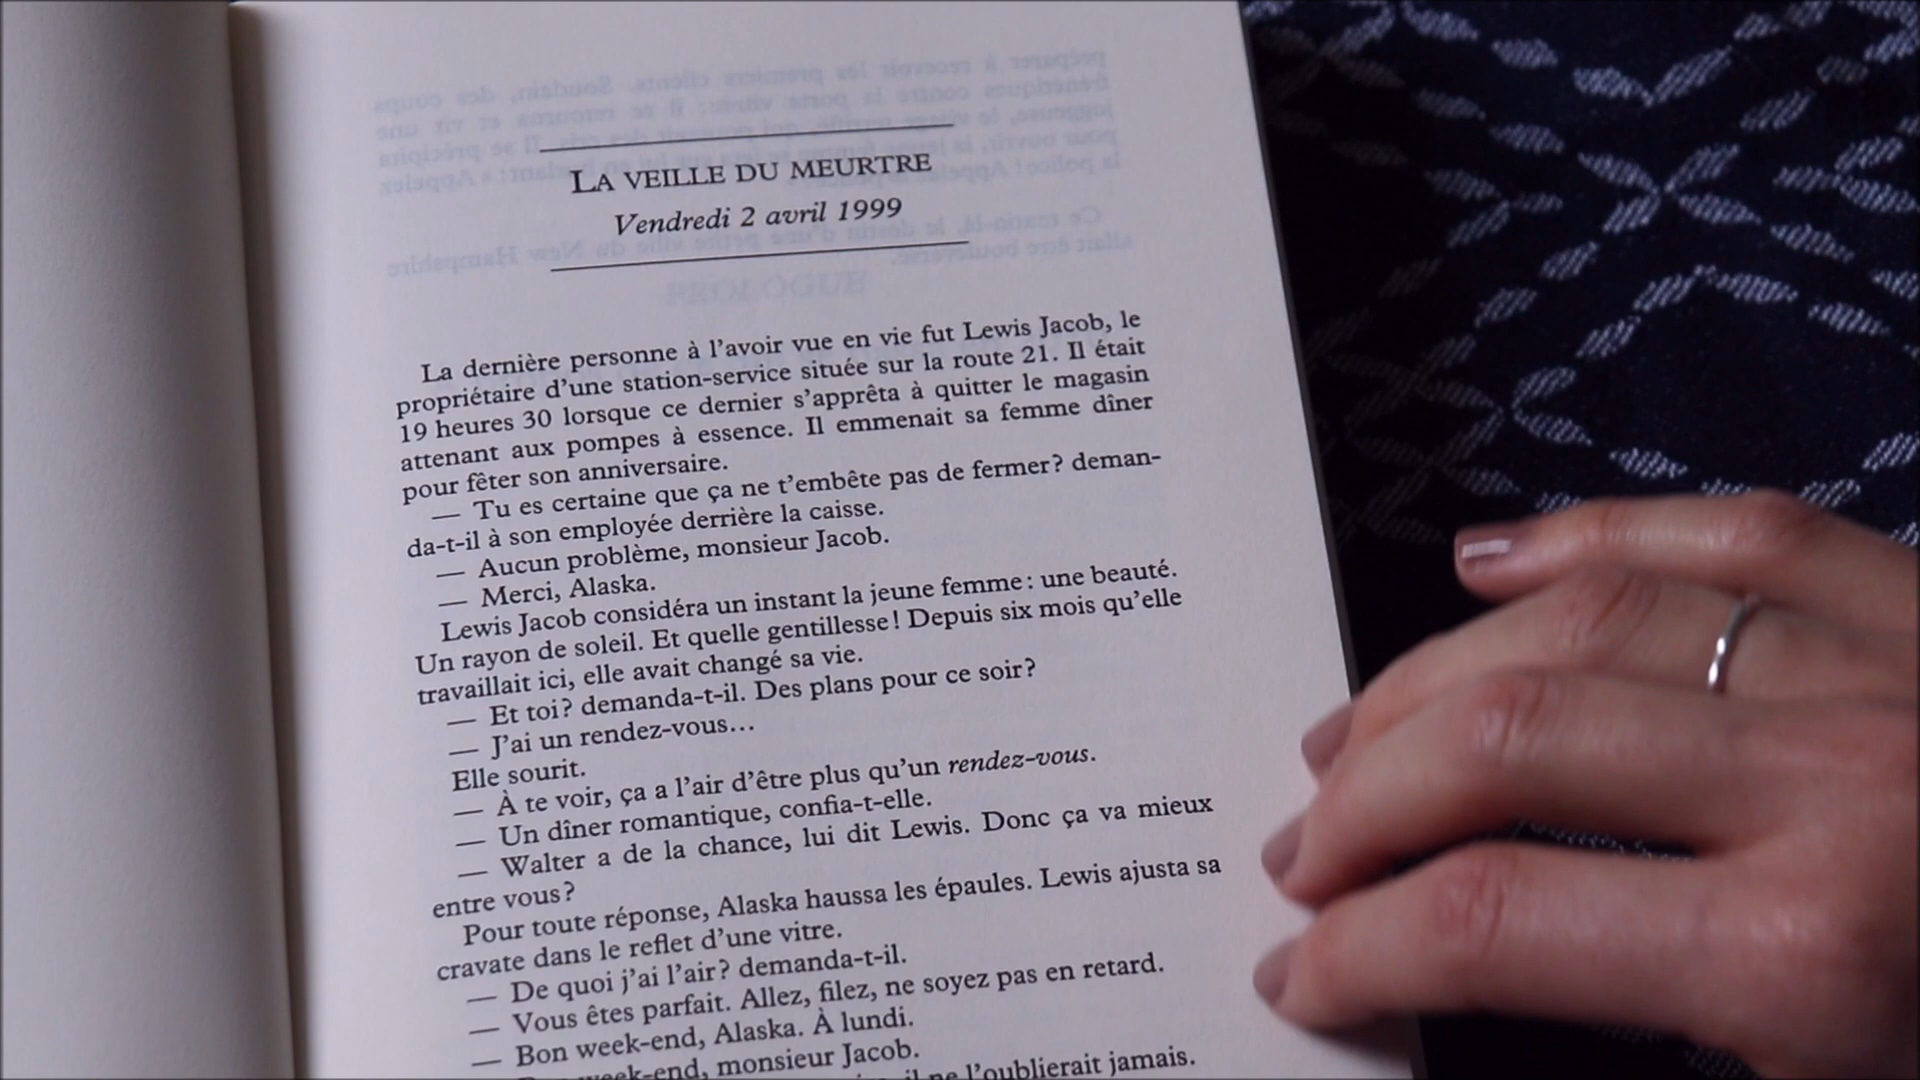 LA VEILLE DU MEURTRE
Vendredi 2 avril 1999
La dernière personne à l'avoir vue en vie fut Lewis Jacob, le
propriétaire d'une station-service située sur la route 21. Il était
19 heures 30 lorsque ce dernier s'apprêta à quitter le magasin
attenant aux pompes à essence. Il emmenait sa femme dîner
pour fêter son anniversaire.
— Tu es certaine que ça ne t'embête pas de fermer? deman-
da-t-il à son employée derrière la caisse.
— Aucun problème, monsieur Jacob.
— Merci, Alaska.
Lewis Jacob considéra un instant la jeune femme: une beauté.
Un rayon de soleil. Et quelle gentillesse! Depuis six mois qu'elle
travaillait ici, elle avait changé sa vie.
— Et toi? demanda-t-il. Des plans pour ce soir?
— J'ai un rendez-vous…
Elle sourit.
— À te voir, ça a l'air d'être plus qu'un rendez-vous.
— Un dîner romantique, confia-t-elle.
— Walter a de la chance, lui dit Lewis. Donc ça va mieux
entre vous?
Pour toute réponse, Alaska haussa les épaules. Lewis ajusta sa
cravate dans le reflet d'une vitre.
— De quoi j'ai l'air? demanda-t-il.
— Vous êtes parfait. Allez, filez, ne soyez pas en retard.
— Bon week-end, Alaska. À lundi.
week-end, monsieur Jacob.
il ne l'oublierait jamais.